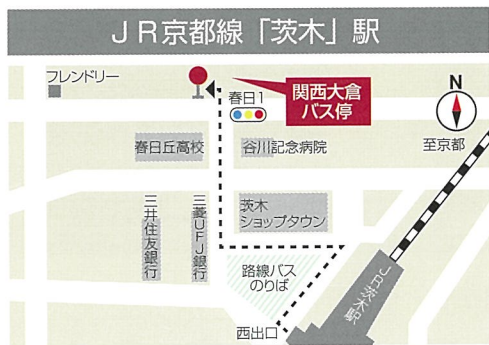 JR京都線「茨木」駅
フレンドリー
春日1
関西大倉
バス停
N
至京都
春日丘高校
谷川記念病院
三井住友銀行
三菱UFJ銀行
茨木
ショップタウン
路線バス
のりば
JR茨木駅
西出口